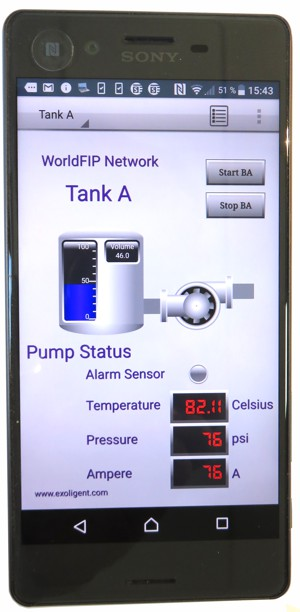 SONY
51 % 15:43
Tank A
WorldFIP Network
Start BA
Tank A
Stop BA
100
Volume
46.0
50
0
Pump Status
Alarm Sensor
Temperature 82.11 Celsius
Pressure 76 psi
Ampere 76 A
www.exoligent.com